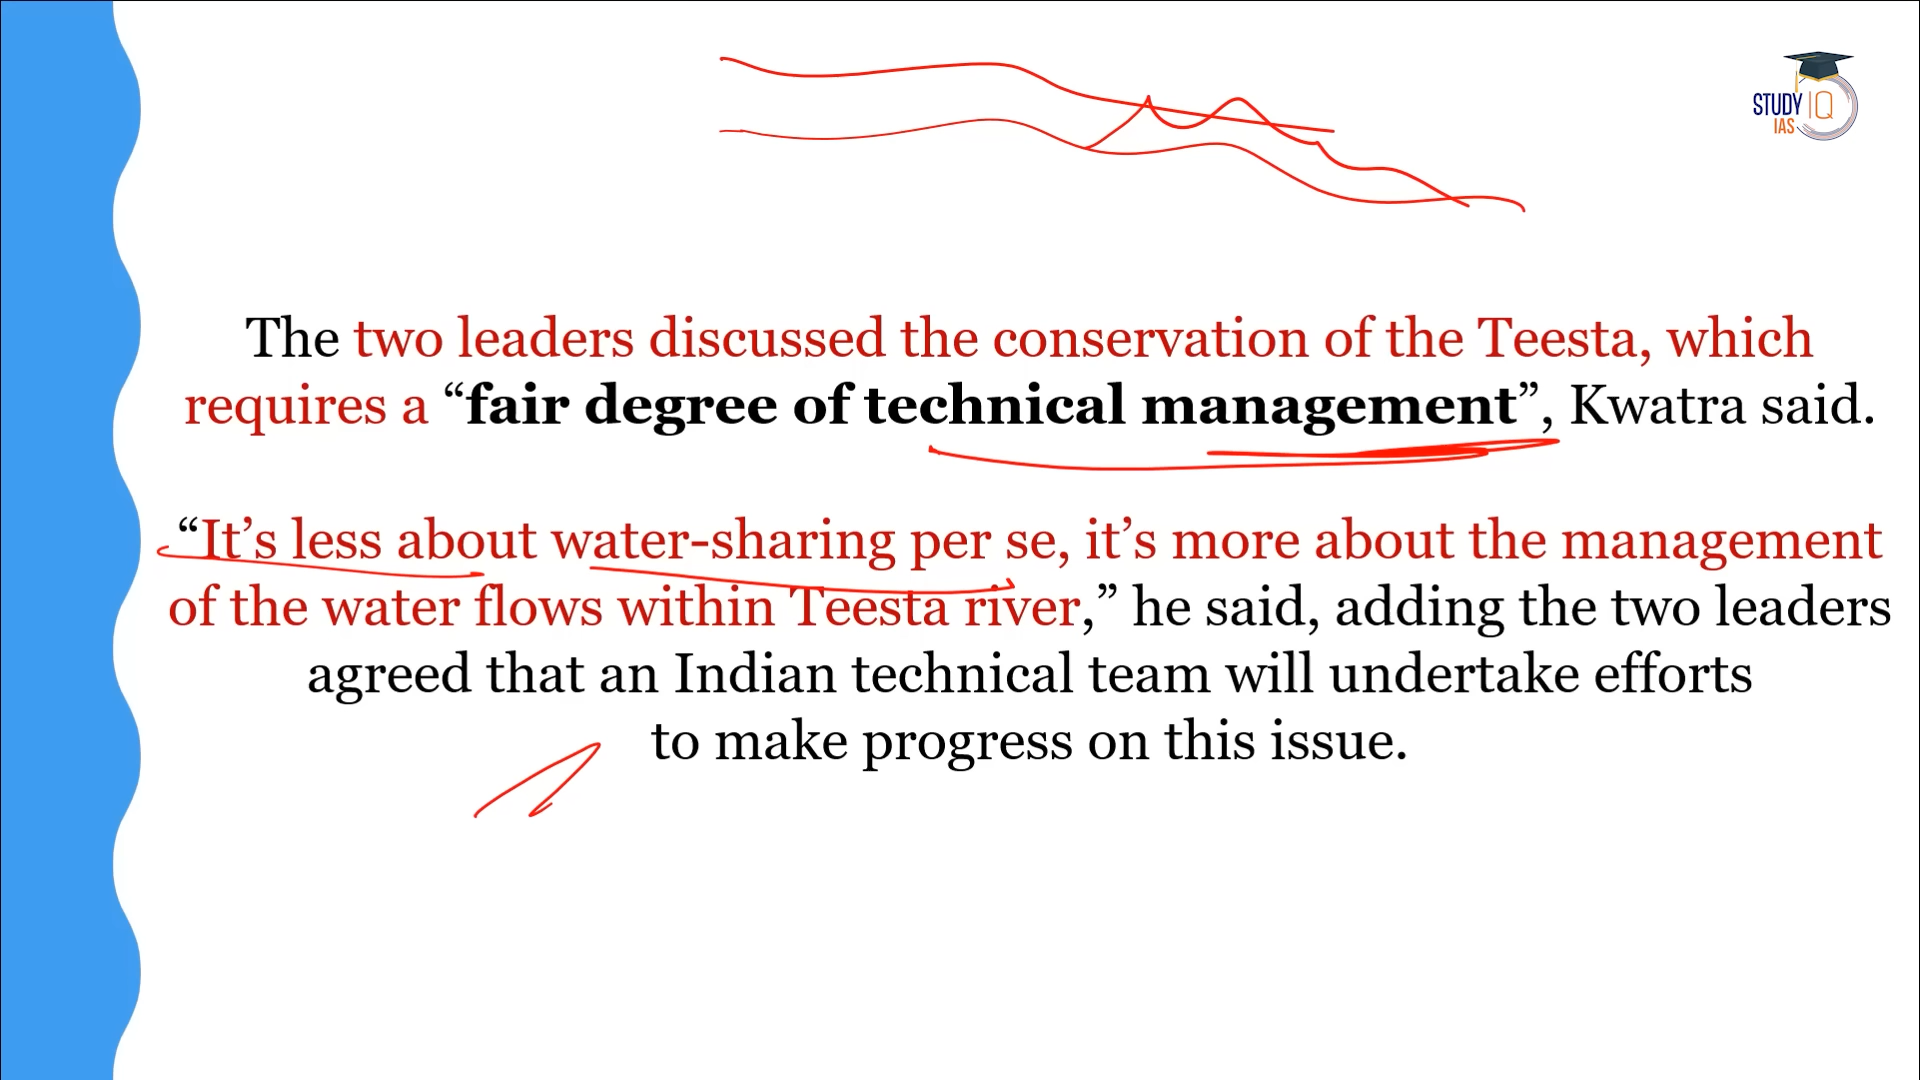 STUDY IQ
IAS
The two leaders discussed the conservation of the Teesta, which
requires a “fair degree of technical management”, Kwatra said.
“It’s less about water-sharing per se, it’s more about the management
of the water flows within Teesta river,” he said, adding the two leaders
agreed that an Indian technical team will undertake efforts
to make progress on this issue.